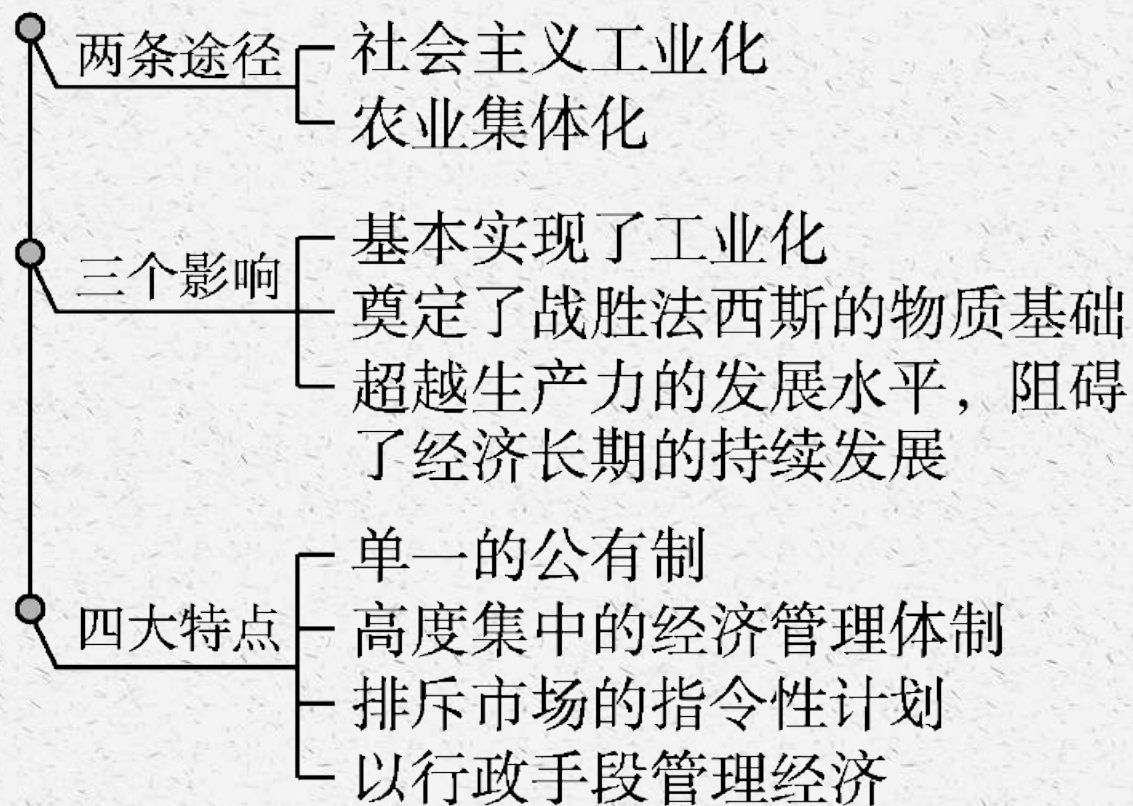 两条途径
社会主义工业化
农业集体化
三个影响
基本实现了工业化
奠定了战胜法西斯的物质基础
超越生产力的发展水平，阻碍
了经济长期的持续发展
四大特点
单一的公有制
高度集中的经济管理体制
排斥市场的指令性计划
以行政手段管理经济